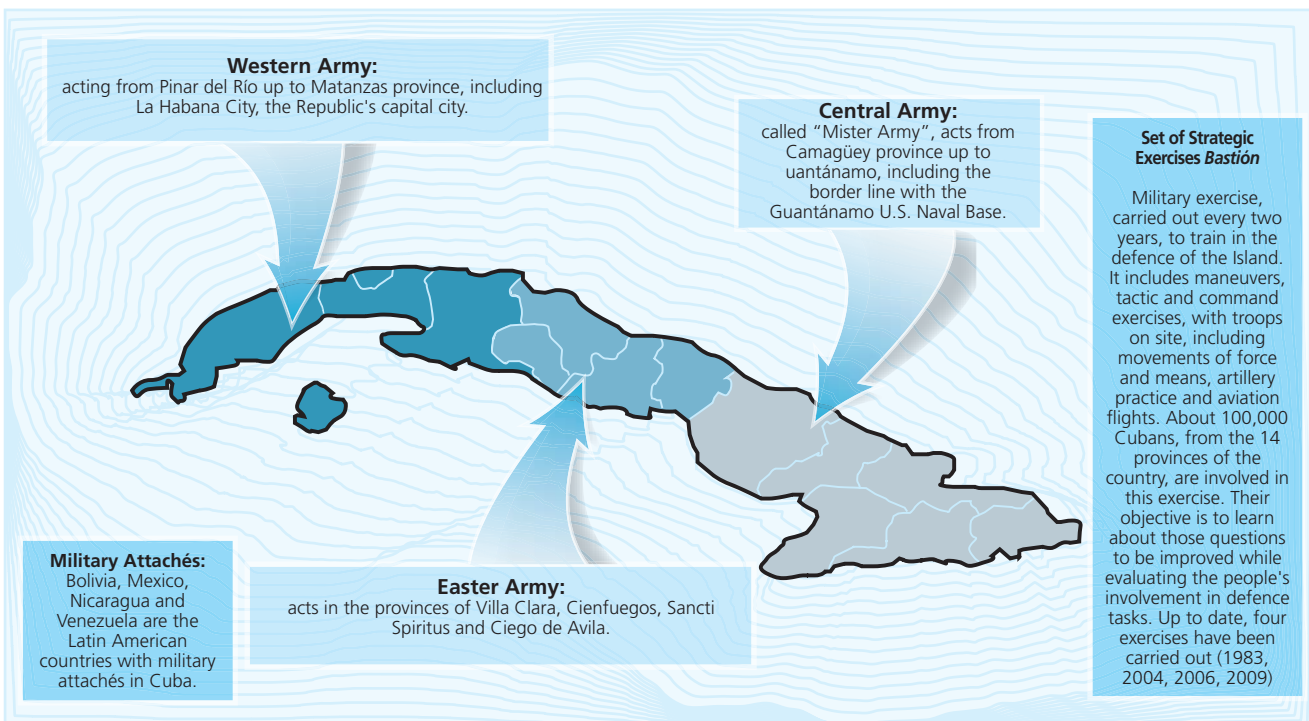 Western Army:
acting from Pinar del Río up to Matanzas province, including
La Habana City, the Republic's capital city.
Central Army:
called “Mister Army”, acts from
Camagüey province up to
uantánamo, including the
border line with the
Guantánamo U.S. Naval Base.
Set of Strategic
Exercises Bastión
Military exercise,
carried out every two
years, to train in the
defence of the Island.
It includes maneuvers,
tactic and command
exercises, with troops
on site, including
movements of force
and means, artillery
practice and aviation
flights. About 100,000
Cubans, from the 14
provinces of the
country, are involved in
this exercise. Their
objective is to learn
about those questions
to be improved while
evaluating the people's
involvement in defence
tasks. Up to date, four
exercises have been
carried out (1983,
2004, 2006, 2009)
Military Attachés:
Bolivia, Mexico,
Nicaragua and
Venezuela are the
Latin American
countries with military
attachés in Cuba.
Easter Army:
acts in the provinces of Villa Clara, Cienfuegos, Sancti
Spiritus and Ciego de Avila.